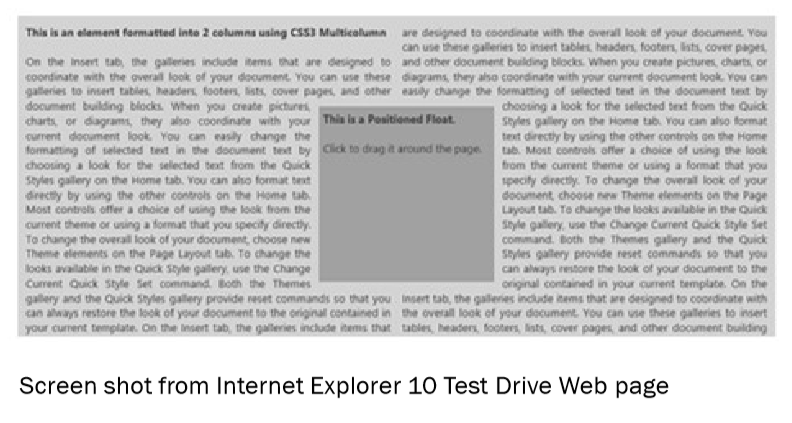 This is an element formatted into 2 columns using CSS3 Multicolumn
On the Insert tab, the galleries include items that are designed to
coordinate with the overall look of your document. You can use these
galleries to insert tables, headers, footers, lists, cover pages, and other
document building blocks. When you create pictures,
charts, or diagrams, they also coordinate with your
current document look. You can easily change the
formatting of selected text in the document text by
choosing a look for the selected text from the Quick
Styles gallery on the Home tab. You can also format text
directly by using the other controls on the Home tab.
Most controls offer a choice of using the look from the
current theme or using a format that you specify directly.
To change the overall look of your document, choose new
Theme elements on the Page Layout tab. To change the
looks available in the Quick Style gallery, use the Change
Current Quick Style Set command. Both the Themes
gallery and the Quick Styles gallery provide reset commands so that you
can always restore the look of your document to the original contained in
your current template. On the Insert tab, the galleries include items that
This is a Positioned Float.
Click to drag it around the page.
are designed to coordinate with the overall look of your document. You
can use these galleries to insert tables, headers, footers, lists, cover pages,
and other document building blocks. When you create pictures, charts, or
diagrams, they also coordinate with your current document look. You can
easily change the formatting of selected text in the document text by
choosing a look for the selected text from the Quick
Styles gallery on the Home tab. You can also format
text directly by using the other controls on the Home
tab. Most controls offer a choice of using the look
from the current theme or using a format that you
specify directly. To change the overall look of your
document, choose new Theme elements on the Page
Layout tab. To change the looks available in the Quick
Style gallery, use the Change Current Quick Style Set
command. Both the Themes gallery and the Quick
Styles gallery provide reset commands so that you
can always restore the look of your document to the
original contained in your current template. On the
Insert tab, the galleries include items that are designed to coordinate with
the overall look of your document. You can use these galleries to insert
tables, headers, footers, lists, cover pages, and other document building
Screen shot from Internet Explorer 10 Test Drive Web page